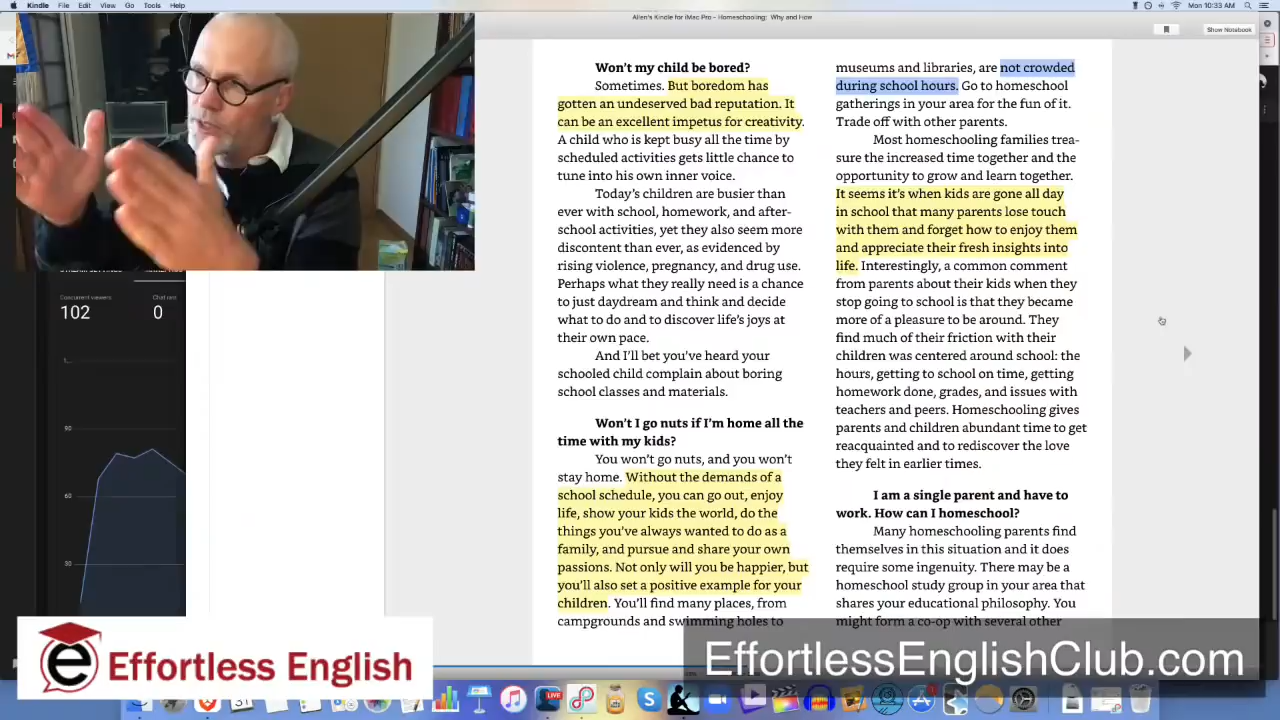 Kindle File Edit View Go Tools Help
Mon 10:33 AM
Allen's Kindle for iMac Pro - Homeschooling: Why and How
Show Notebook
Won't my child be bored?
Sometimes. But boredom has
gotten an undeserved bad reputation. It
can be an excellent impetus for creativity.
A child who is kept busy all the time by
scheduled activities gets little chance to
tune into his own inner voice.
Today's children are busier than
ever with school, homework, and after-
school activities, yet they also seem more
discontent than ever, as evidenced by
rising violence, pregnancy, and drug use.
Perhaps what they really need is a chance
to just daydream and think and decide
what to do and to discover life's joys at
their own pace.
And I'll bet you've heard your
schooled child complain about boring
school classes and materials.
Won't I go nuts if I'm home all the
time with my kids?
You won't go nuts, and you won't
stay home. Without the demands of a
school schedule, you can go out, enjoy
life, show your kids the world, do the
things you've always wanted to do as a
family, and pursue and share your own
passions. Not only will you be happier, but
you'll also set a positive example for your
children. You'll find many places, from
campgrounds and swimming holes to
museums and libraries, are not crowded
during school hours. Go to homeschool
gatherings in your area for the fun of it.
Trade off with other parents.
Most homeschooling families trea-
sure the increased time together and the
opportunity to grow and learn together.
It seems it's when kids are gone all day
in school that many parents lose touch
with them and forget how to enjoy them
and appreciate their fresh insights into
life. Interestingly, a common comment
from parents about their kids when they
stop going to school is that they became
more of a pleasure to be around. They
find much of their friction with their
children was centered around school: the
hours, getting to school on time, getting
homework done, grades, and issues with
teachers and peers. Homeschooling gives
parents and children abundant time to get
reacquainted and to rediscover the love
they felt in earlier times.
I am a single parent and have to
work. How can I homeschool?
Many homeschooling parents find
themselves in this situation and it does
require some ingenuity. There may be a
homeschool study group in your area that
shares your educational philosophy. You
might form a co-op with several other
Concurrent viewers
Chat rate
102
0
90
60
30
Effortless English
EffortlessEnglishClub.com
LIVE